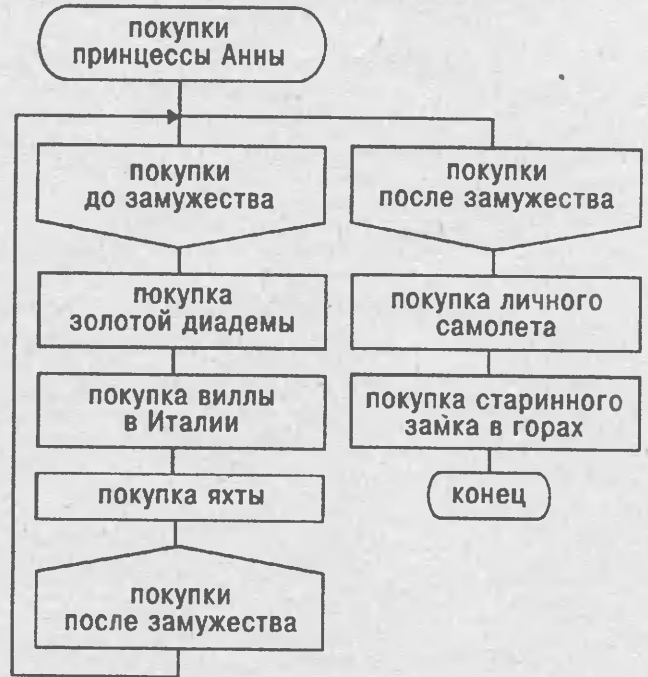 покупки
принцессы Анны
покупки
до замужества
покупка
золотой диадемы
покупка виллы
в Италии
покупка яхты
покупки
после замужества
покупки
после замужества
покупка личного
самолета
покупка старинного
замка в горах
конец